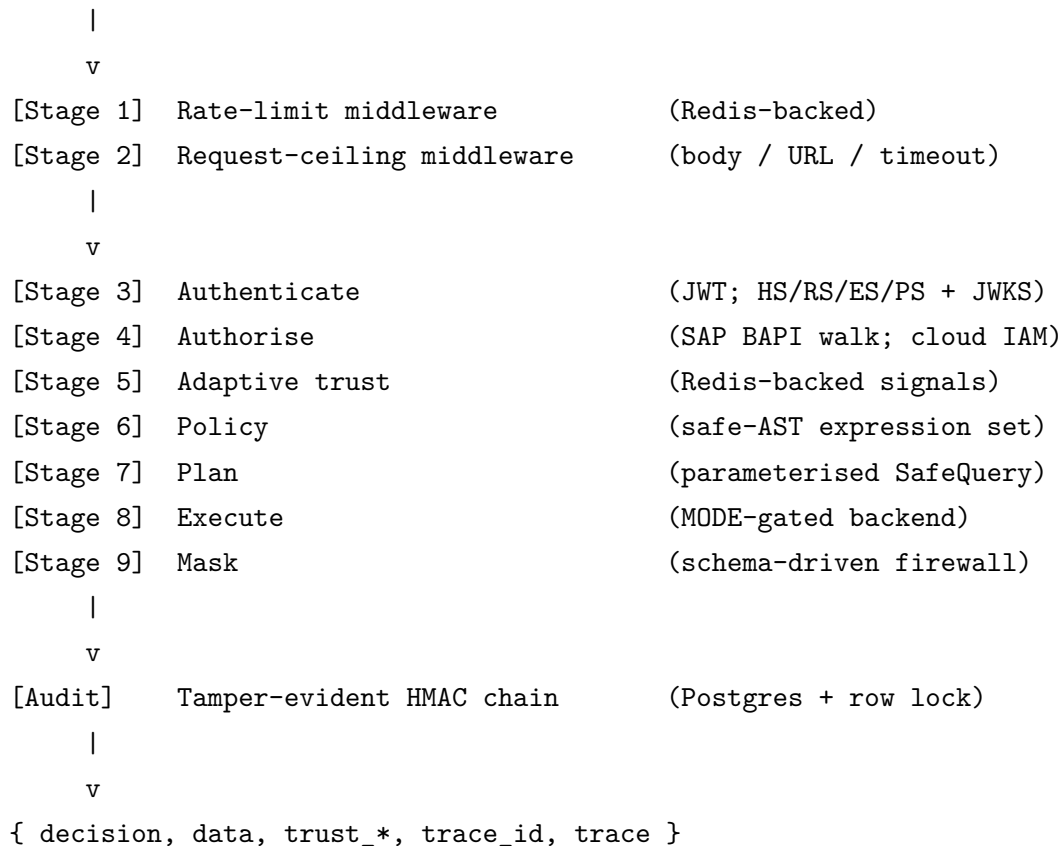 |
v
[Stage 1] Rate-limit middleware (Redis-backed)
[Stage 2] Request-ceiling middleware (body / URL / timeout)
|
v
[Stage 3] Authenticate (JWT; HS/RS/ES/PS + JWKS)
[Stage 4] Authorise (SAP BAPI walk; cloud IAM)
[Stage 5] Adaptive trust (Redis-backed signals)
[Stage 6] Policy (safe-AST expression set)
[Stage 7] Plan (parameterised SafeQuery)
[Stage 8] Execute (MODE-gated backend)
[Stage 9] Mask (schema-driven firewall)
|
v
[Audit] Tamper-evident HMAC chain (Postgres + row lock)
|
v
{ decision, data, trust_*, trace_id, trace }